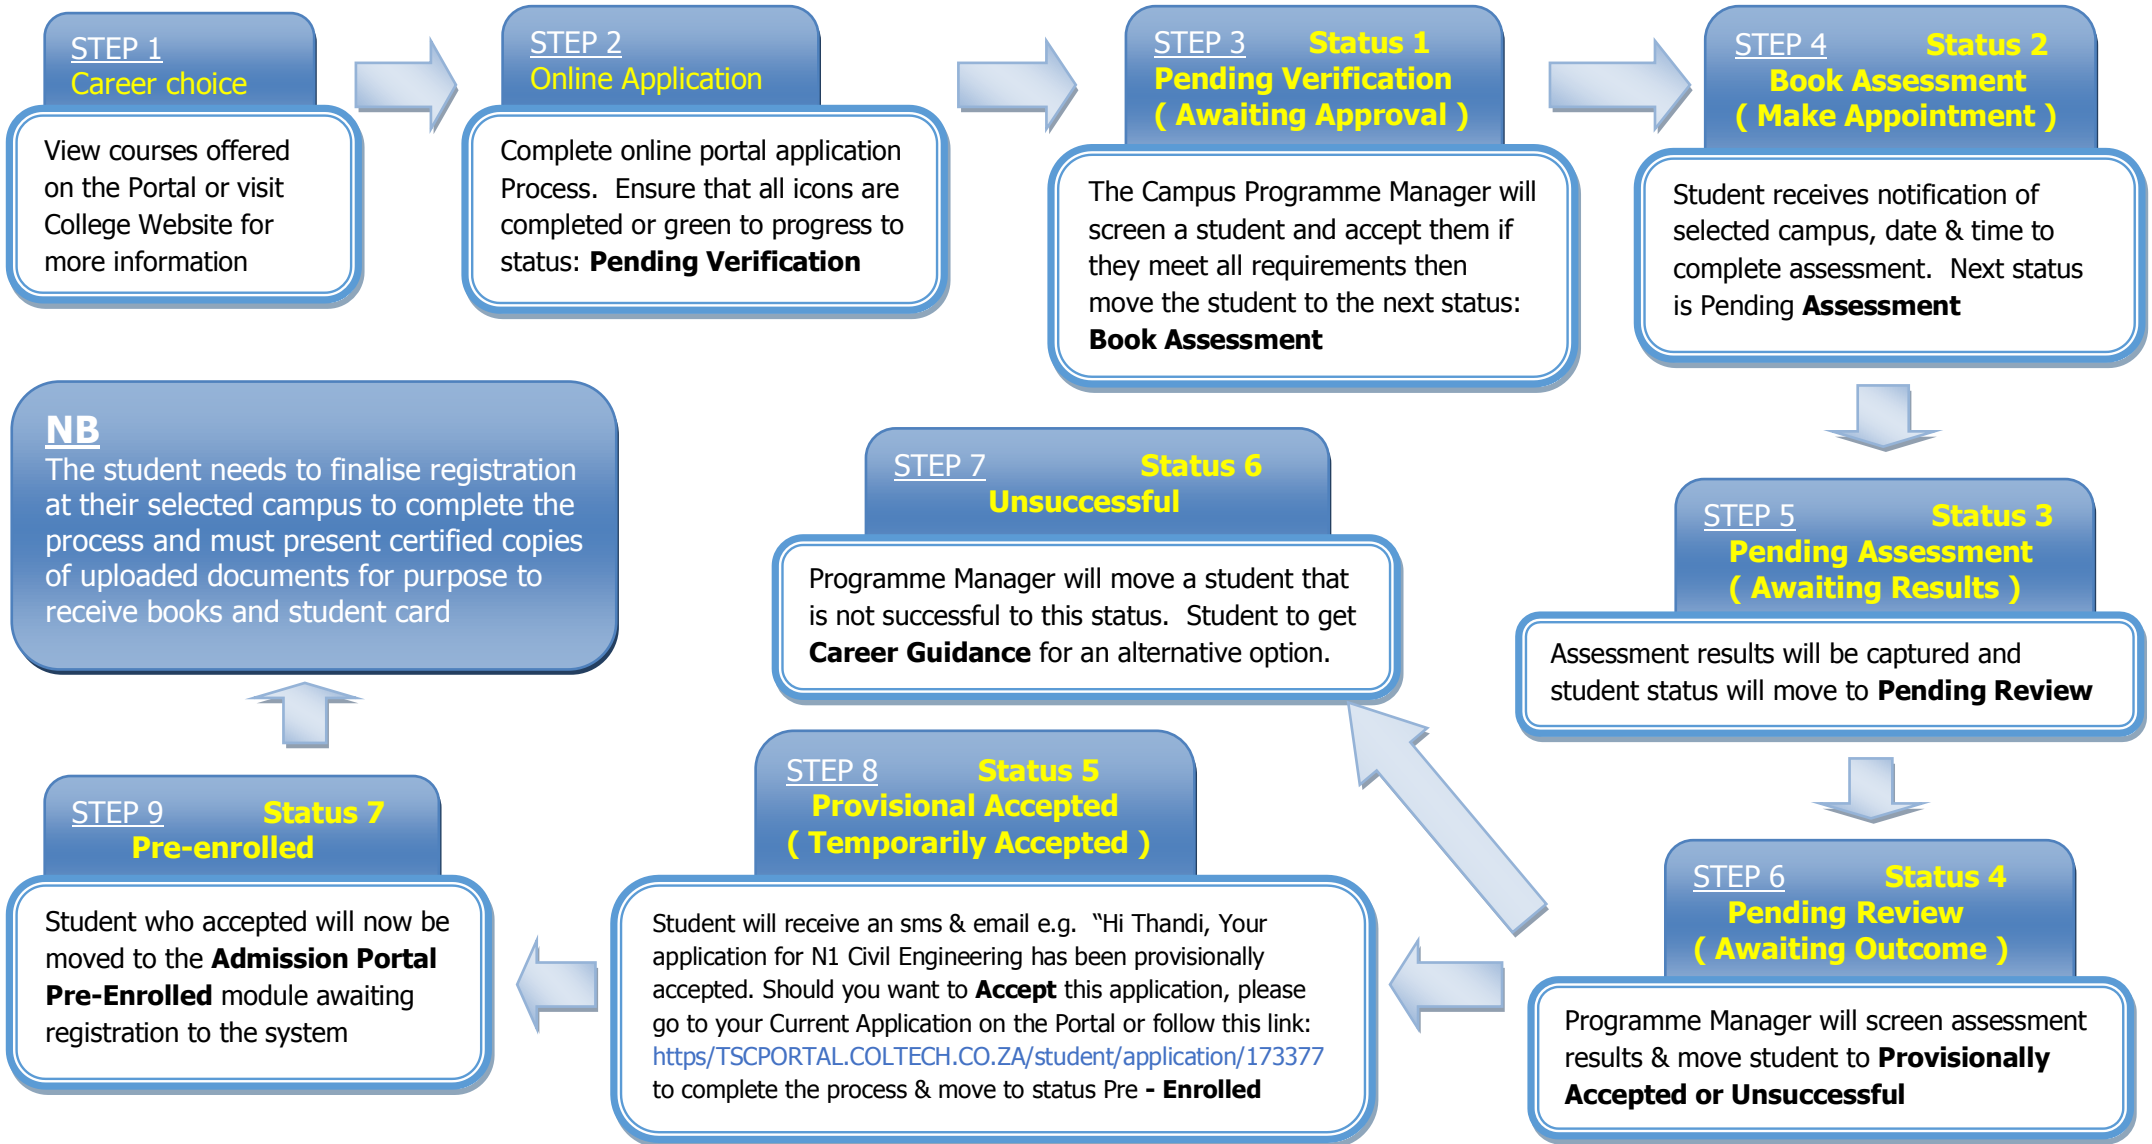 STEP 1
Career choice
View courses offered
on the Portal or visit
College Website for
more information
STEP 2
Online Application
Complete online portal application
Process.  Ensure that all icons are
completed or green to progress to
status: Pending Verification
STEP 3 Status 1
Pending Verification
( Awaiting Approval )
The Campus Programme Manager will
screen a student and accept them if
they meet all requirements then
move the student to the next status:
Book Assessment
STEP 4 Status 2
Book Assessment
( Make Appointment )
Student receives notification of
selected campus, date & time to
complete assessment.  Next status
is Pending Assessment
STEP 5 Status 3
Pending Assessment
( Awaiting Results )
Assessment results will be captured and
student status will move to Pending Review
STEP 6 Status 4
Pending Review
( Awaiting Outcome )
Programme Manager will screen assessment
results & move student to Provisionally
Accepted or Unsuccessful
STEP 7 Status 6
Unsuccessful
Programme Manager will move a student that
is not successful to this status.  Student to get
Career Guidance for an alternative option.
STEP 8 Status 5
Provisional Accepted
( Temporarily Accepted )
Student will receive an sms & email e.g.  “Hi Thandi, Your
application for N1 Civil Engineering has been provisionally
accepted. Should you want to Accept this application, please
go to your Current Application on the Portal or follow this link:
https/TSCPORTAL.COLTECH.CO.ZA/student/application/173377
to complete the process & move to status Pre - Enrolled
STEP 9 Status 7
Pre-enrolled
Student who accepted will now be
moved to the Admission Portal
Pre-Enrolled module awaiting
registration to the system
NB
The student needs to finalise registration
at their selected campus to complete the
process and must present certified copies
of uploaded documents for purpose to
receive books and student card